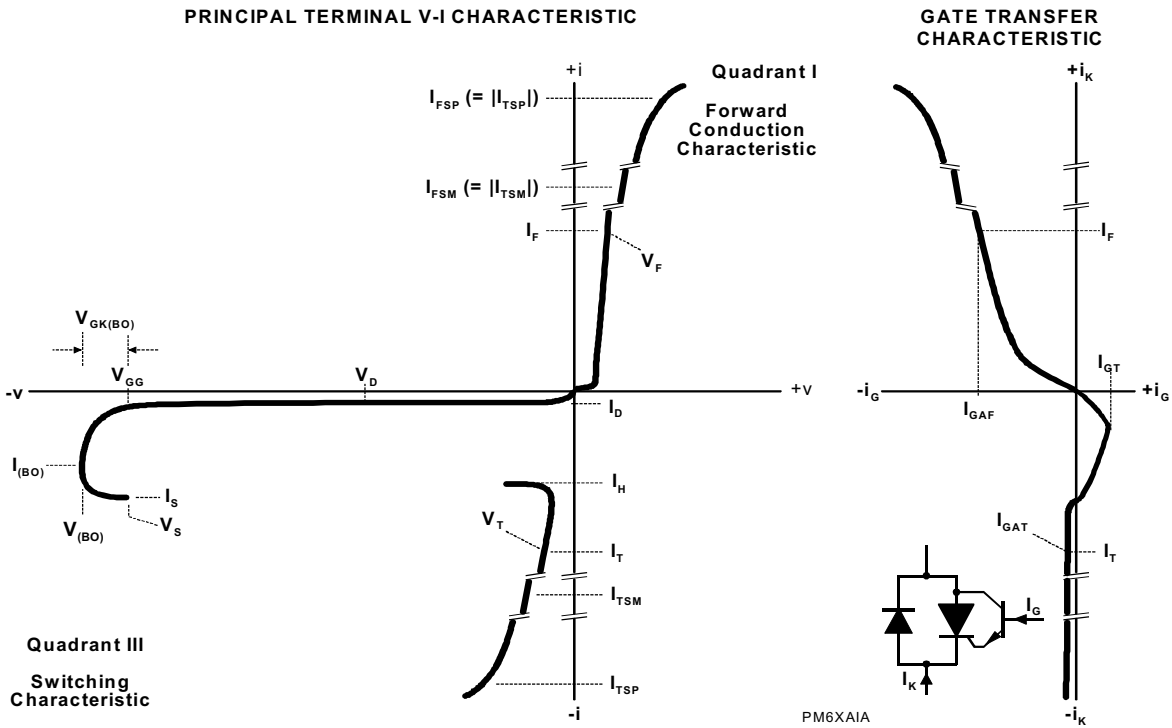 PRINCIPAL TERMINAL V-I CHARACTERISTIC
GATE TRANSFER
CHARACTERISTIC
+i
Quadrant I
IFSP (= |ITSP|)
Forward
Conduction
Characteristic
IFSM (= |ITSM|)
IF
VF
VGK(BO)
VGG
VD
-v
+v
ID
I(BO)
IS
V(BO)
VS
IH
VT
IT
ITSM
ITSP
Quadrant III
Switching
Characteristic
-i
+iK
IF
IGT
-iG
+iG
IGAF
IGAT
IT
IG
IK
PM6XAIA
-iK